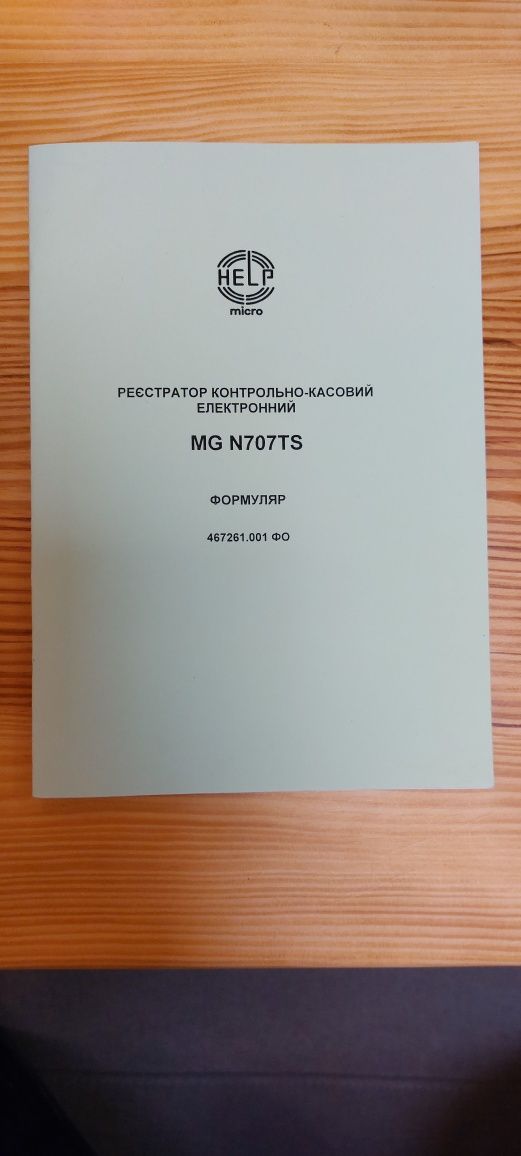 HELP
micro
РЕЄСТРАТОР КОНТРОЛЬНО-КАСОВИЙ
ЕЛЕКТРОННИЙ
MG N707TS
ФОРМУЛЯР
467261.001 ФО